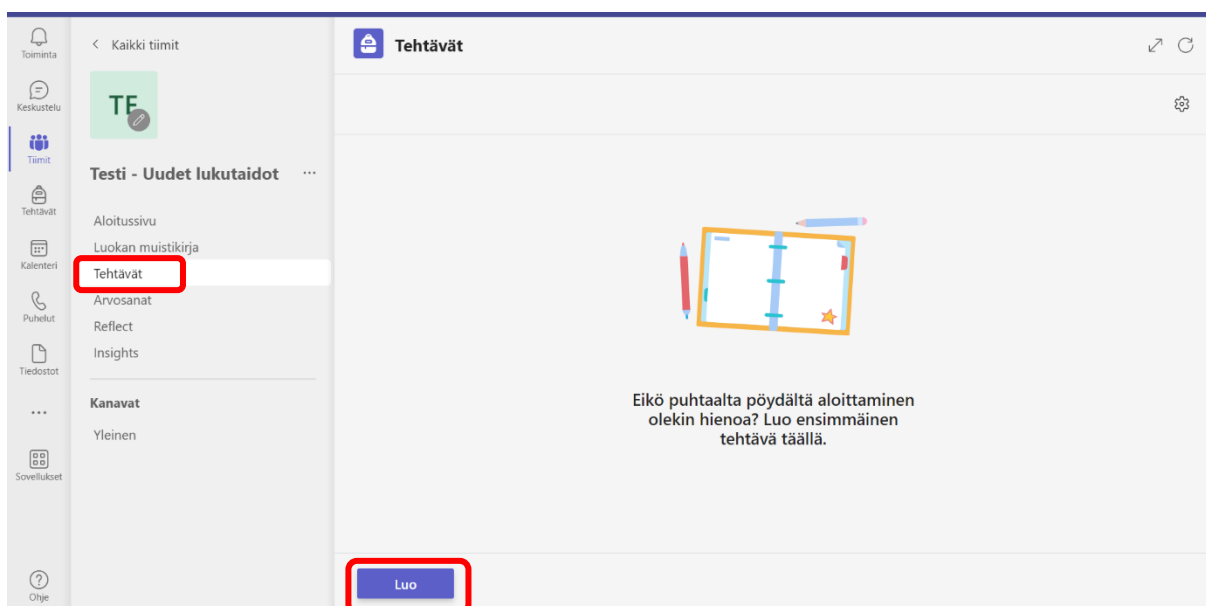 Toiminta
Keskustelu
Tiimit
Tehtävät
Kalenteri
Puhelut
Tiedostot
...
Sovellukset
Ohje
< Kaikki tiimit
TE
Testi - Uudet lukutaidot ...
Aloitussivu
Luokan muistikirja
Tehtävät
Arvosanat
Reflect
Insights
Kanavat
Yleinen
Tehtävät
Eikö puhtaalta pöydältä aloittaminen
olekin hienoa? Luo ensimmäinen
tehtävä täällä.
Luo